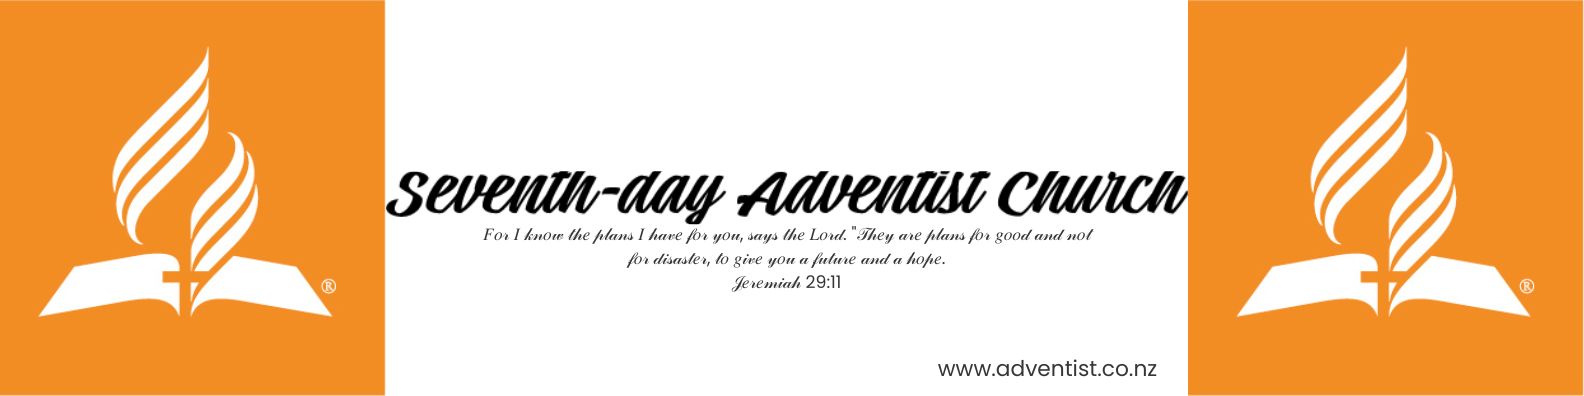 Seventh-day Adventist Church
For I know the plans I have for you, says the Lord. "They are plans for good and not
for disaster, to give you a future and a hope.
Jeremiah 29:11
www.adventist.co.nz
®
®